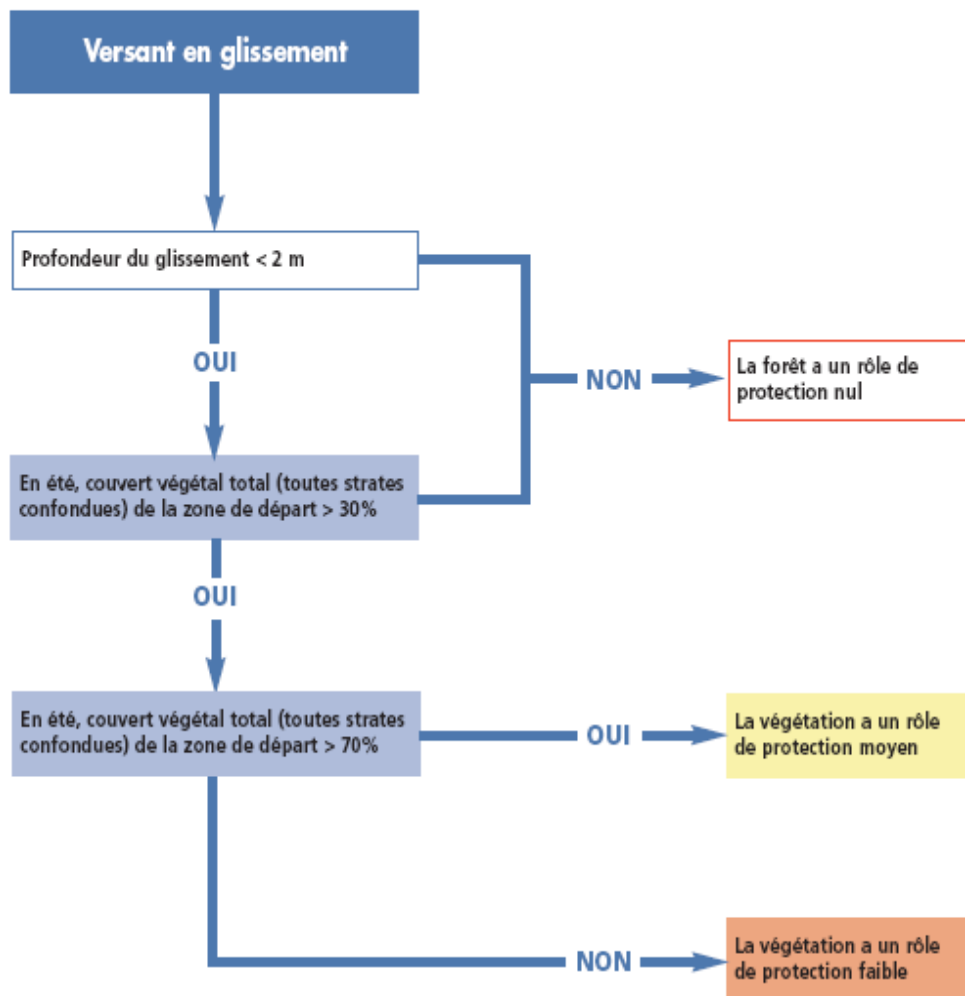 Versant en glissement
Profondeur du glissement < 2 m
OUI
NON
La forêt a un rôle de
protection nul
En été, couvert végétal total (toutes strates
confondues) de la zone de départ > 30%
OUI
En été, couvert végétal total (toutes strates
confondues) de la zone de départ > 70%
OUI
La végétation a un rôle
de protection moyen
NON
La végétation a un rôle
de protection faible